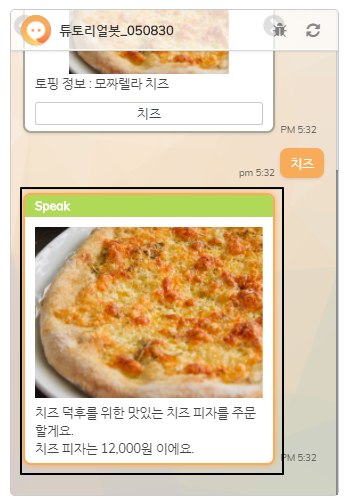 튜토리얼봇_050830
토핑 정보 : 모짜렐라 치즈
치즈
PM 5:32
치즈
pm 5:32
Speak
치즈 덕후를 위한 맛있는 치즈 피자를 주문
할게요.
치즈 피자는 12,000원 이에요.
PM 5:32